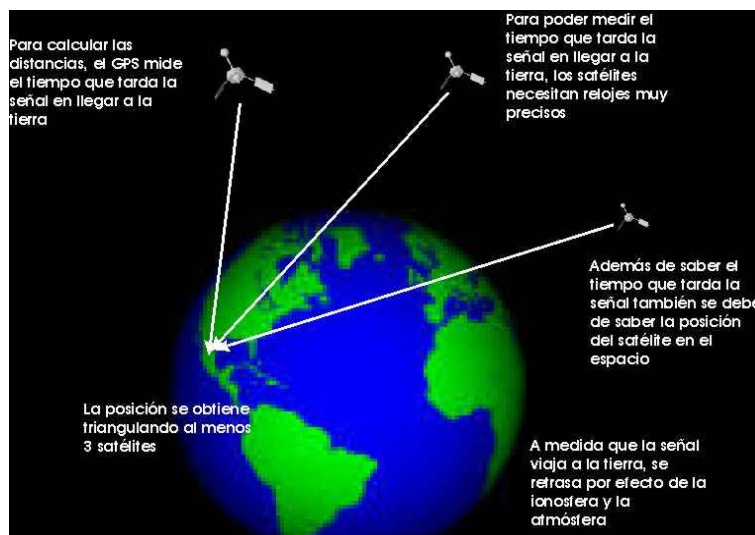 Para calcular las
distancias, el GPS mide
el tiempo que tarda la
señal en llegar a la
tierra
Para poder medir el
tiempo que tarda la
señal en llegar a la
tierra, los satélites
necesitan relojes muy
precisos
Además de saber el
tiempo que tarda la
señal también se debe
de saber la posición
del satélite en el
espacio
La posición se obtiene
triangulando al menos
3 satélites
A medida que la señal
viaja a la tierra, se
retrasa por efecto de la
ionosfera y la
atmósfera